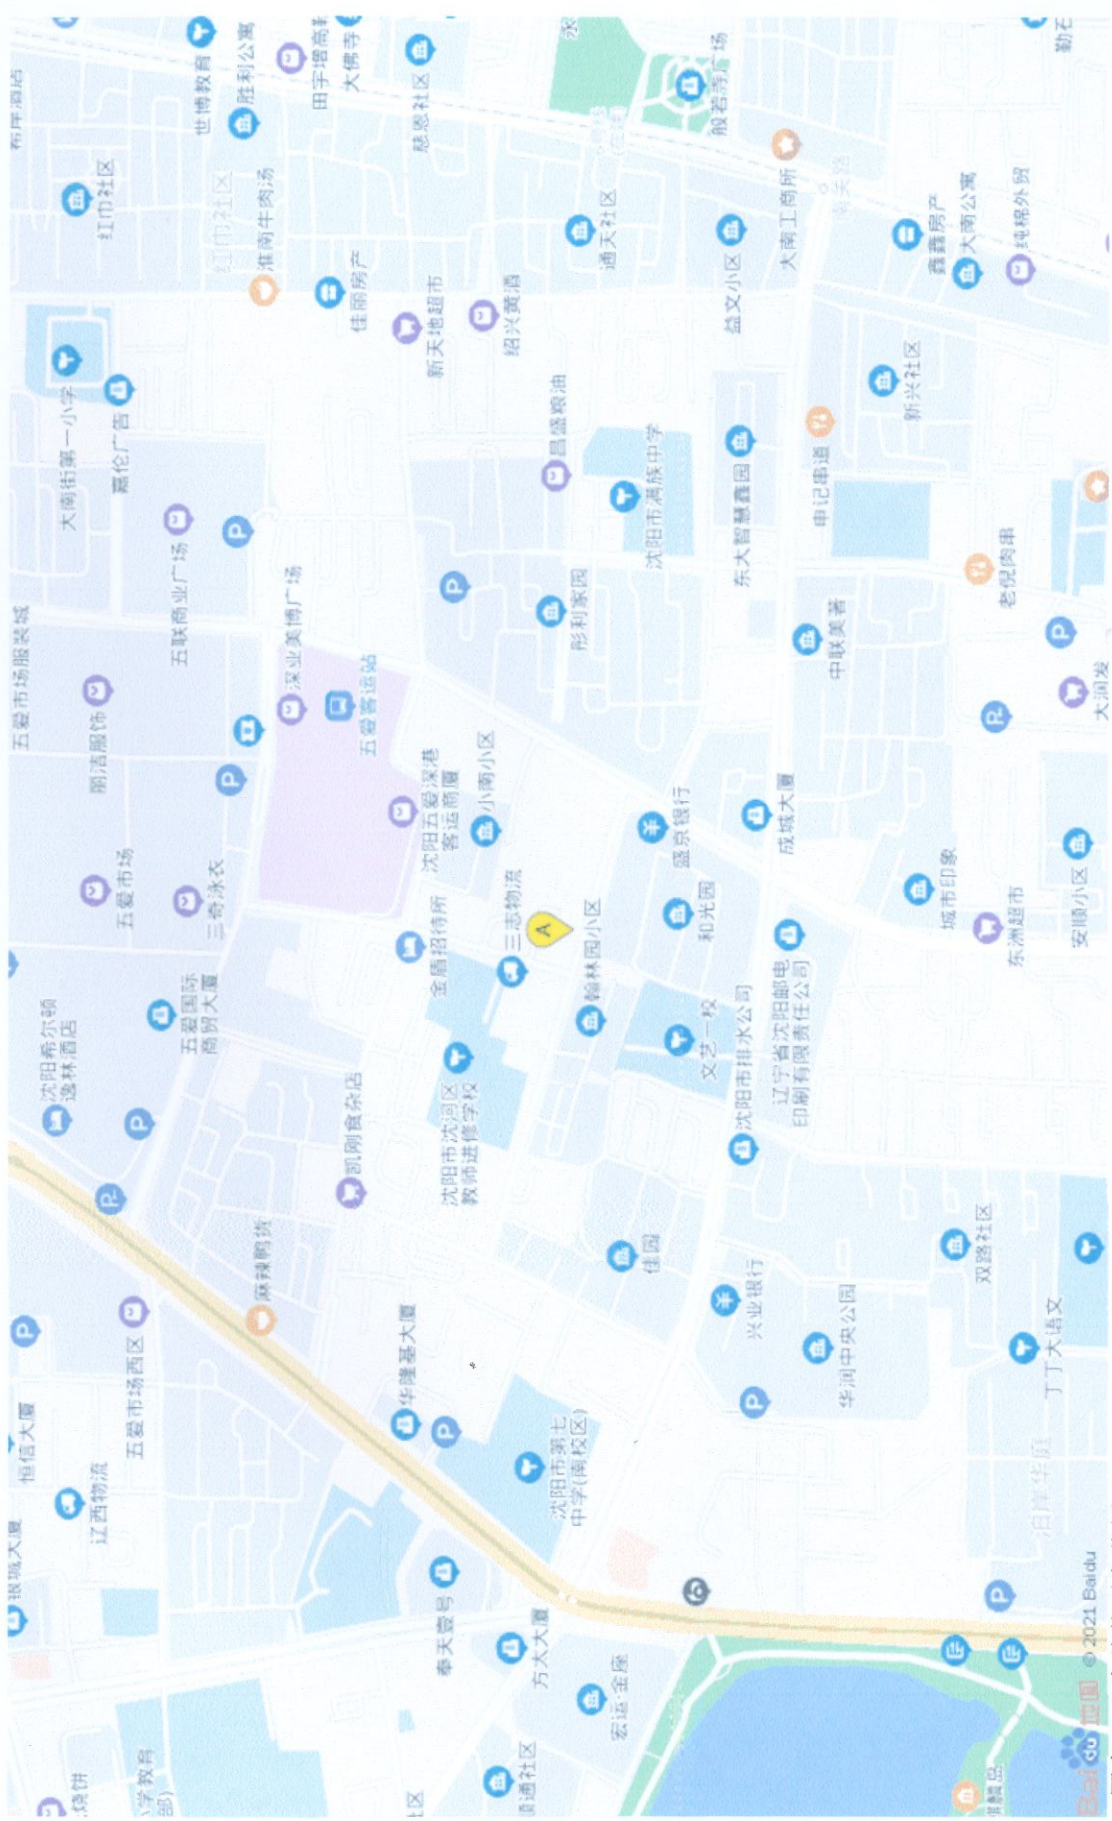 银城大厦
恒信大厦
五爱市场服装城
沈阳希尔顿
逸林酒店
大南街第一小学
烧饼
辽西物流
丽洁服饰
红巾社区
五爱市场西区
五爱市场
嘉伦广告
五爱国际
商贸大厦
五联商业广场
世博教育
三奇泳衣
红巾社区
胜利公寓
麻辣鸭货
淮南牛肉汤
深业美博广场
田宇增高鞋
凯刚食杂店
五爱客运站
佳丽房产
大佛寺
华隆基大厦
金盾招待所
沈阳五爱深港
客运商厦
新天地超市
慈恩社区
奉天壹号
沈阳市沈河区
教师进修学校
小南小区
绍兴黄酒
方大大厦
三志物流
A
昌盛粮油
沈阳市第七
中学(南校区)
翰林园小区
彤利家园
通天社区
宏运·金座
佳园
沈阳市满族中学
和光园
盛京银行
文艺一校
益文小区
般若寺广场
兴业银行
沈阳市排水公司
东大智慧鑫园
辽宁省沈阳邮电
印刷有限责任公司
成城大厦
大南工商所
华润中央公园
中联美著
串记串道
城市印象
新兴社区
鑫鑫房产
双路社区
东洲超市
老倪肉串
大南公寓
纯棉外贸
泊岸华庭
丁丁大语文
安顺小区
大润发
Bai du 地图 © 2021 Baidu